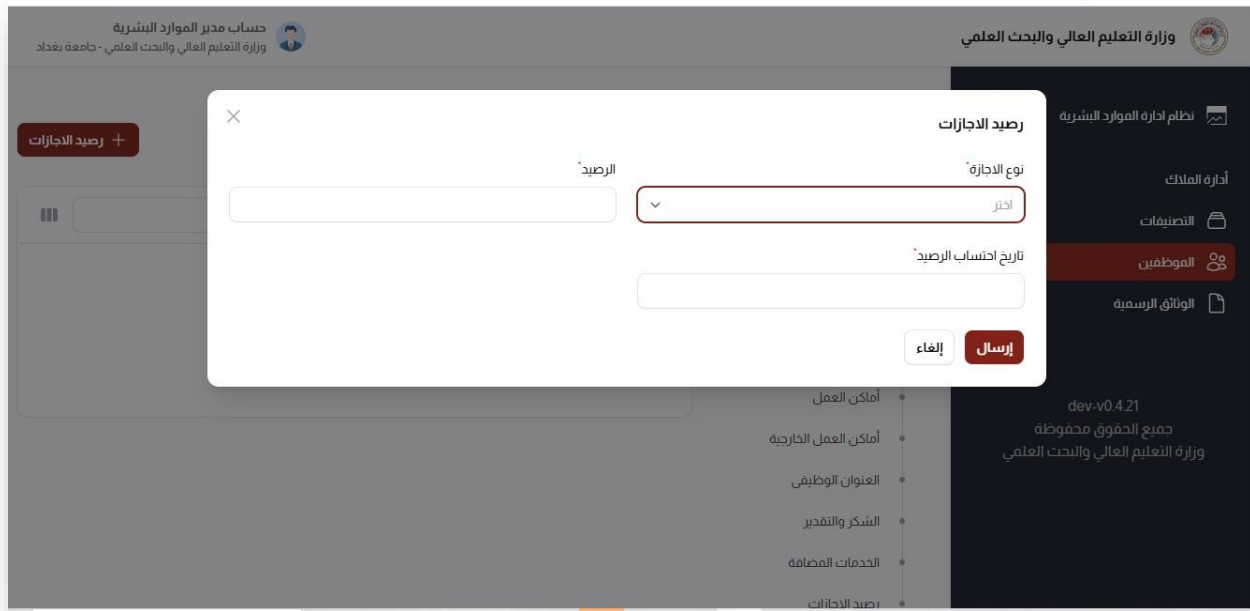 وزارة التعليم العالي والبحث العلمي
حساب مدير الموارد البشرية
وزارة التعليم العالي والبحث العلمي - جامعة بغداد
نظام ادارة الموارد البشرية
أدارة الملاك
التصنيفات
الموظفين
الوثائق الرسمية
dev-v0.4.21
جميع الحقوق محفوظة
وزارة التعليم العالي والبحث العلمي
+ رصيد الاجازات
رصيد الاجازات
نوع الاجازة*
الرصيد*
اختر
تاريخ احتساب الرصيد*
إرسال
إلغاء
أماكن العمل
أماكن العمل الخارجية
العنوان الوظيفي
الشكر والتقدير
الخدمات المضافة
رصيد الاجازات